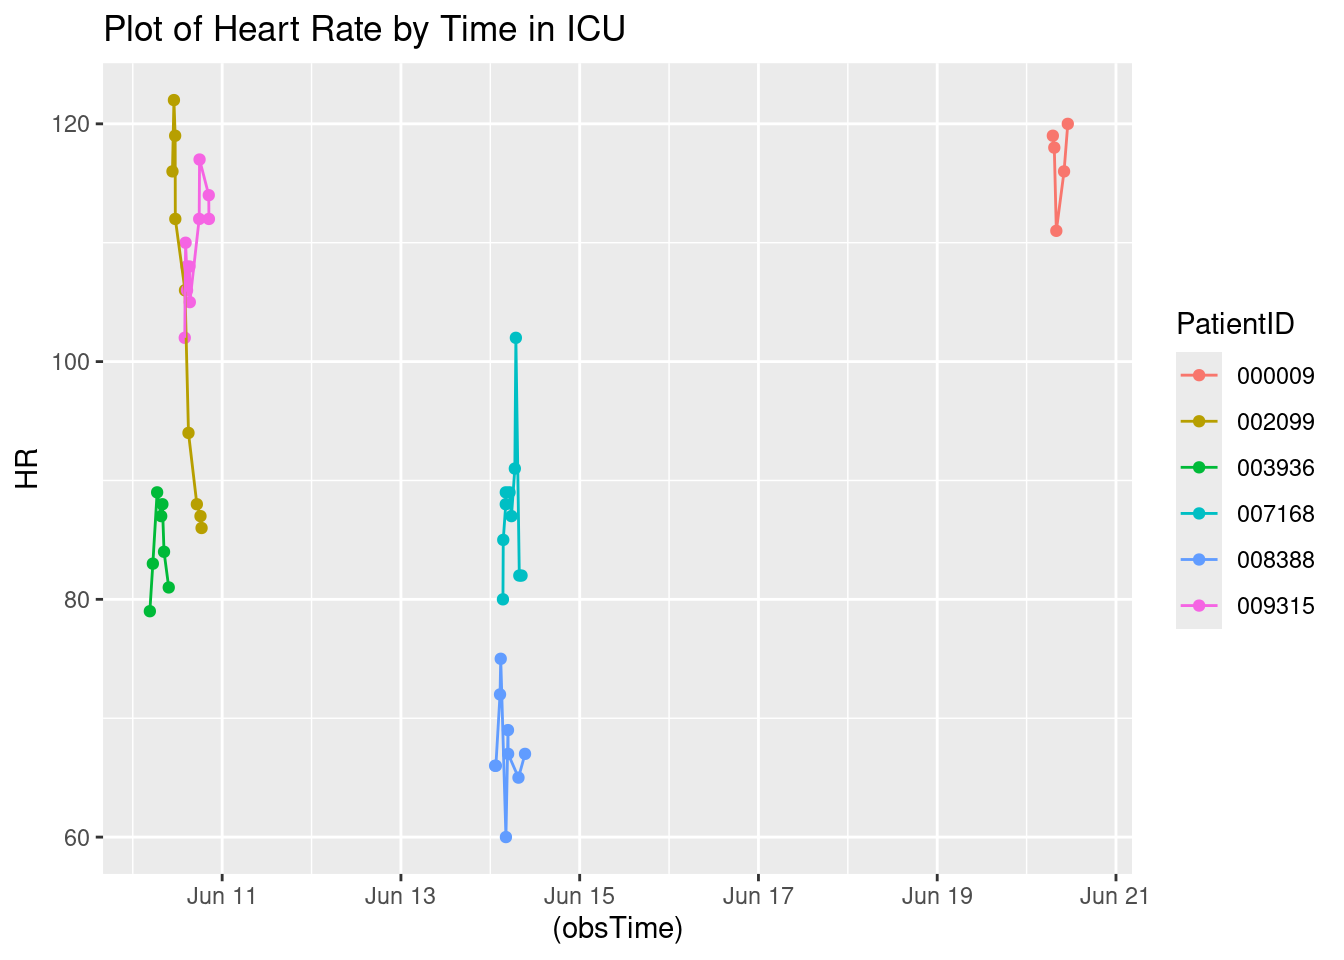 Plot of Heart Rate by Time in ICU
120
100
80
60
HR
Jun 11 Jun 13 Jun 15 Jun 17 Jun 19 Jun 21
(obsTime)
PatientID
000009
002099
003936
007168
008388
009315